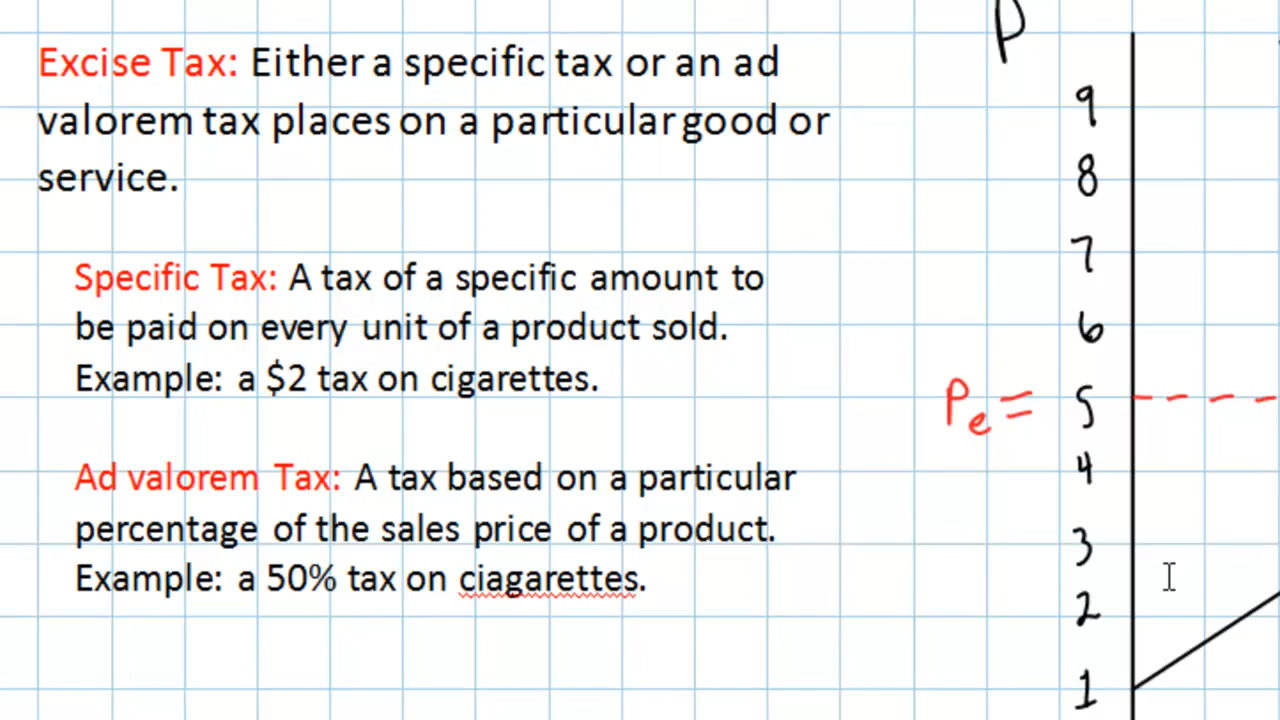 Excise Tax: Either a specific tax or an ad
valorem tax places on a particular good or
service.
Specific Tax: A tax of a specific amount to
be paid on every unit of a product sold.
Example: a $2 tax on cigarettes.
Ad valorem Tax: A tax based on a particular
percentage of the sales price of a product.
Example: a 50% tax on ciagarettes.
P
9
8
7
6
Pe = 5
4
3
2
1